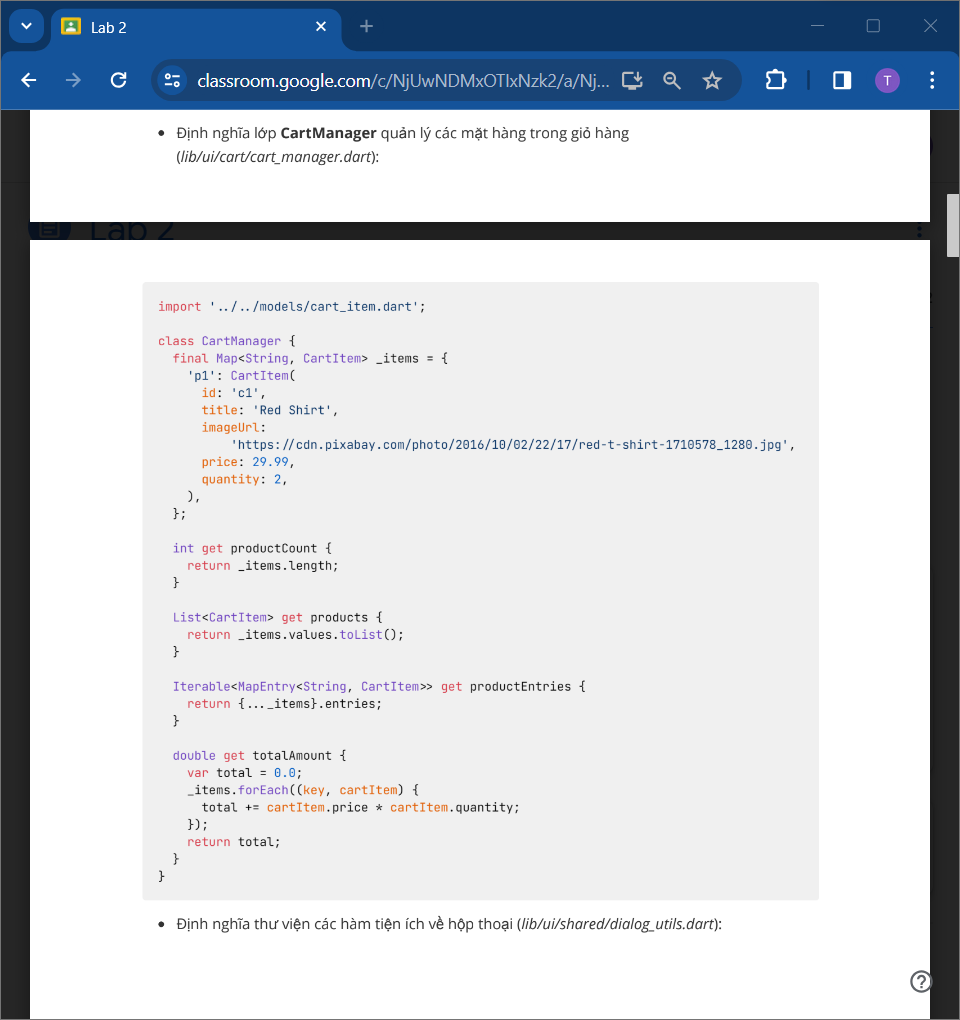 Lab 2
classroom.google.com/c/NjUwNDMxOTIxNzk2/a/Nj...
T
• Định nghĩa lớp CartManager quản lý các mặt hàng trong giỏ hàng
(lib/ui/cart/cart_manager.dart):
Lab 2
import '../../models/cart_item.dart';
class CartManager {
final Map<String, CartItem> _items = {
'p1': CartItem(
id: 'c1',
title: 'Red Shirt',
imageUrl:
'https://cdn.pixabay.com/photo/2016/10/02/22/17/red-t-shirt-1710578_1280.jpg',
price: 29.99,
quantity: 2,
),
};
int get productCount {
return _items.length;
}
List<CartItem> get products {
return _items.values.toList();
}
Iterable<MapEntry<String, CartItem>> get productEntries {
return {..._items}.entries;
}
double get totalAmount {
var total = 0.0;
_items.forEach((key, cartItem) {
total += cartItem.price * cartItem.quantity;
});
return total;
}
}
• Định nghĩa thư viện các hàm tiện ích về hộp thoại (lib/ui/shared/dialog_utils.dart):